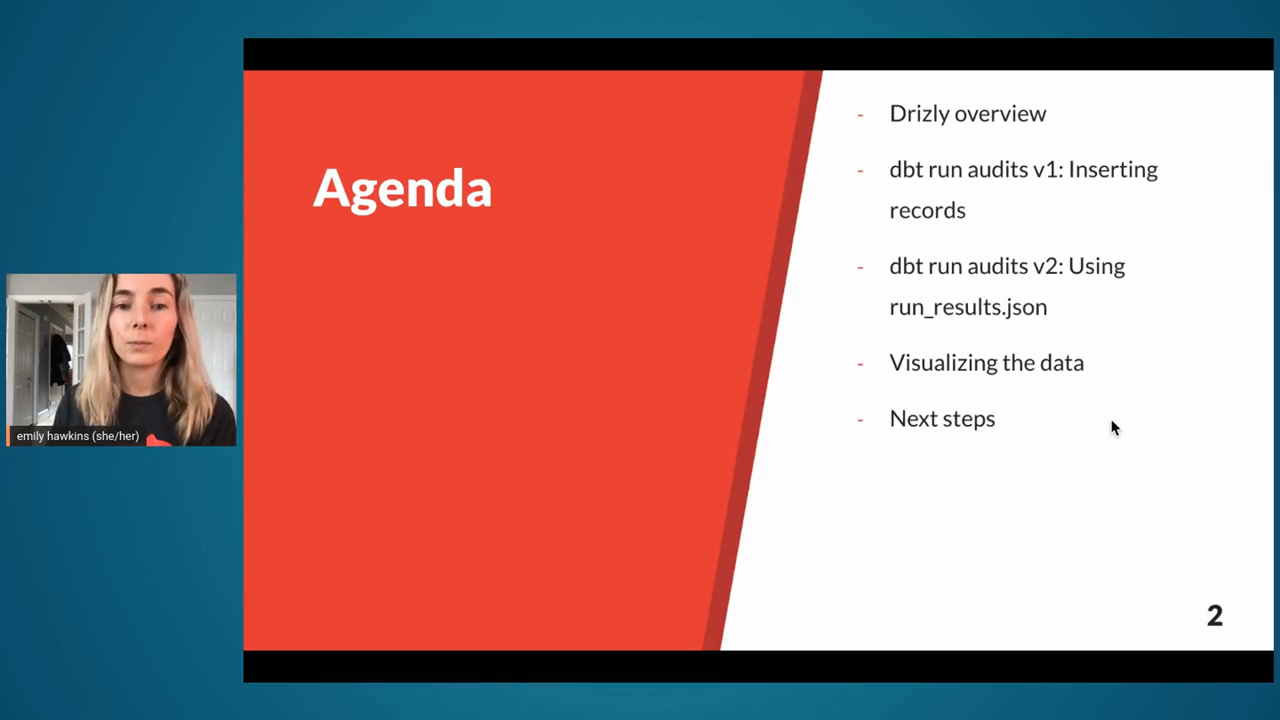 Agenda
- Drizly overview
- dbt run audits v1: Inserting
records
- dbt run audits v2: Using
run_results.json
- Visualizing the data
- Next steps
emily hawkins (she/her)
2